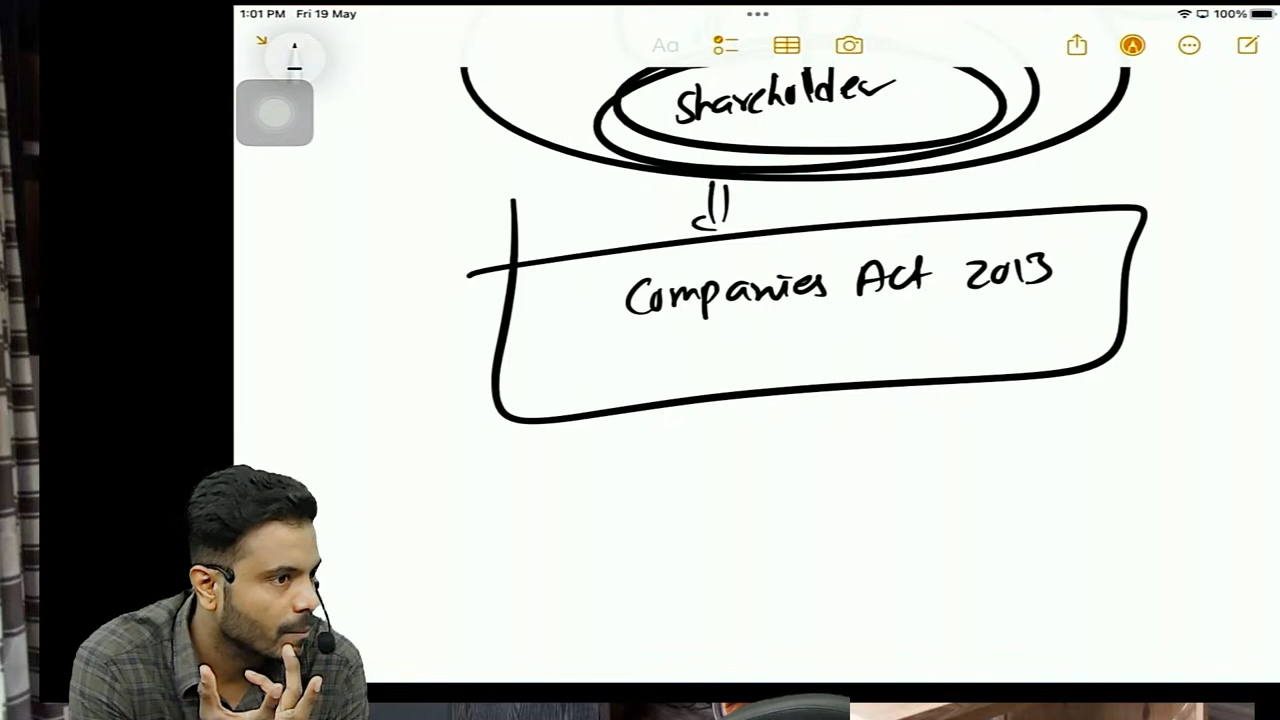 1:01 PM Fri 19 May
100%
Aa
Shareholder
Companies Act 2013